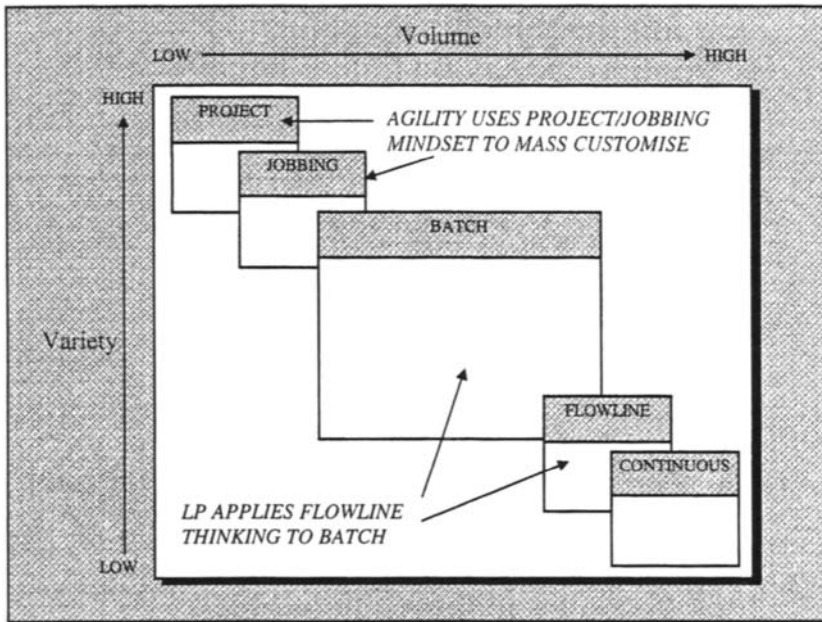 Volume
LOW
HIGH
HIGH
PROJECT
AGILITY USES PROJECT/JOBBING
MINDSET TO MASS CUSTOMISE
JOBBING
BATCH
Variety
FLOWLINE
CONTINUOUS
LP APPLIES FLOWLINE
THINKING TO BATCH
LOW